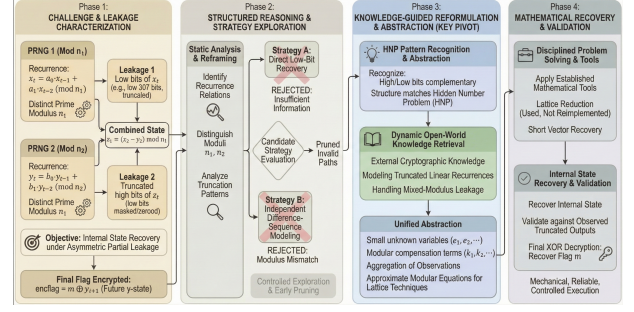 Phase 1:
CHALLENGE & LEAKAGE
CHARACTERIZATION
PRNG 1 (Mod n₁)
Recurrence:
xₜ = a₀·xₜ₋₁ +
a₁·xₜ₋₂ (mod n₁)
Distinct Prime
Modulus n₁
Leakage 1
Low bits of xₜ
(e.g., low 307 bits,
truncated)
Combined State
zₜ = (xₜ − yₜ) mod n₁
PRNG 2 (Mod n₂)
Recurrence:
yₜ = b₀·yₜ₋₁ +
b₁·yₜ₋₂ (mod n₂)
Distinct Prime
Modulus n₁
Leakage 2
Truncated
high bits of zₜ
(low bits
masked/zeroed)
Objective: Internal State Recovery
under Asymmetric Partial Leakage
Final Flag Encrypted:
encflag = m ⊕ yₜ₊₁ (Future y-state)
Phase 2:
STRUCTURED REASONING &
STRATEGY EXPLORATION
Static Analysis
& Reframing
Identify
Recurrence
Relations
Distinguish
Moduli
n₁, n₂
Analyze
Truncation
Patterns
Strategy A:
Direct Low-Bit
Recovery
REJECTED:
Insufficient
Information
Candidate
Strategy
Evaluation
Pruned
Invalid
Paths
Strategy B:
Independent
Difference-
Sequence
Modeling
REJECTED:
Modulus Mismatch
Controlled Exploration
& Early Pruning
Phase 3:
KNOWLEDGE-GUIDED REFORMULATION
& ABSTRACTION (KEY PIVOT)
HNP Pattern Recognition
& Abstraction
Recognize:
High/Low bits complementary
Structure matches Hidden Number
Problem (HNP)
Dynamic Open-World
Knowledge Retrieval
External Cryptographic Knowledge
Modeling Truncated Linear Recurrences
Handling Mixed-Modulus Leakage
Unified Abstraction
Small unknown variables (e₁, e₂,···)
Modular compensation terms (k₁, k₂,···)
Aggregation of Observations
Approximate Modular Equations for
Lattice Techniques
Phase 4:
MATHEMATICAL RECOVERY
& VALIDATION
Disciplined Problem
Solving & Tools
Apply Established
Mathematical Tools
Lattice Reduction
(Used, Not Reimplemented)
Short Vector Recovery
Internal State
Recovery & Validation
Recover Internal State
Validate against Observed
Truncated Outputs
Final XOR Decryption:
Recover Flag m
Mechanical, Reliable,
Controlled Execution